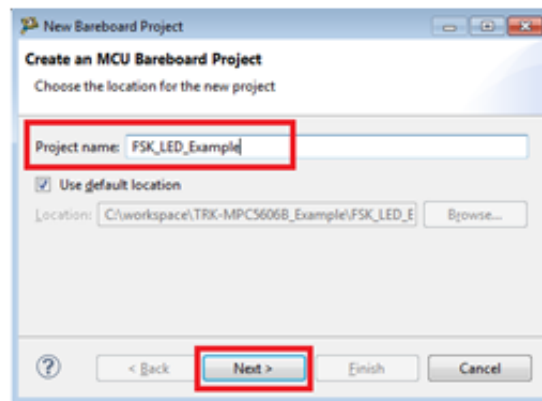 New Bareboard Project
Create an MCU Bareboard Project
Choose the location for the new project
Project name: FSK_LED_Example
Use default location
Location: C:\workspace\TRK-MPC5606B_Example\FSK_LED_E Browse...
? < Back Next > Finish Cancel